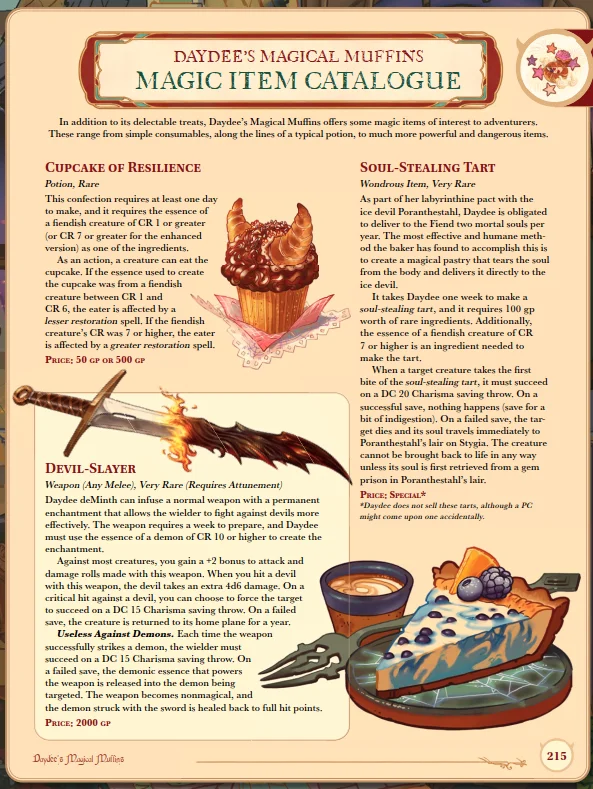 DAYDEE'S MAGICAL MUFFINS
MAGIC ITEM CATALOGUE
In addition to its delectable treats, Daydee's Magical Muffins offers some magic items of interest to adventurers.
These range from simple consumables, along the lines of a typical potion, to much more powerful and dangerous items.
CUPCAKE OF RESILIENCE
Potion, Rare
This confection requires at least one day
to make, and it requires the essence of
a fiendish creature of CR 1 or greater
(or CR 7 or greater for the enhanced
version) as one of the ingredients.
As an action, a creature can eat the
cupcake. If the essence used to create
the cupcake was from a fiendish
creature between CR 1 and
CR 6, the eater is affected by a
lesser restoration spell. If the fiendish
creature's CR was 7 or higher, the eater
is affected by a greater restoration spell.
PRICE: 50 GP OR 500 GP
DEVIL-SLAYER
Weapon (Any Melee), Very Rare (Requires Attunement)
Daydee deMinth can infuse a normal weapon with a permanent
enchantment that allows the wielder to fight against devils more
effectively. The weapon requires a week to prepare, and Daydee
must use the essence of a demon of CR 10 or higher to create the
enchantment.
Against most creatures, you gain a +2 bonus to attack and
damage rolls made with this weapon. When you hit a devil
with this weapon, the devil takes an extra 4d6 damage. On a
critical hit against a devil, you can choose to force the target
to succeed on a DC 15 Charisma saving throw. On a failed
save, the creature is returned to its home plane for a year.
Useless Against Demons. Each time the weapon
successfully strikes a demon, the wielder must
succeed on a DC 15 Charisma saving throw. On
a failed save, the demonic essence that powers
the weapon is released into the demon being
targeted. The weapon becomes nonmagical, and
the demon struck with the sword is healed back to full hit points.
PRICE: 2000 GP
SOUL-STEALING TART
Wondrous Item, Very Rare
As part of her labyrinthine pact with the
ice devil Poranthestahl, Daydee is obligated
to deliver to the Fiend two mortal souls per
year. The most effective and humane meth-
od the baker has found to accomplish this is
to create a magical pastry that tears the soul
from the body and delivers it directly to the
ice devil.
It takes Daydee one week to make a
soul-stealing tart, and it requires 100 gp
worth of rare ingredients. Additionally,
the essence of a fiendish creature of CR
7 or higher is an ingredient needed to
make the tart.
When a target creature takes the first
bite of the soul-stealing tart, it must succeed
on a DC 20 Charisma saving throw. On a
successful save, nothing happens (save for a
bit of indigestion). On a failed save, the tar-
get dies and its soul travels immediately to
Poranthestahl's lair on Stygia. The creature
cannot be brought back to life in any way
unless its soul is first retrieved from a gem
prison in Poranthestahl's lair.
PRICE: SPECIAL*
*Daydee does not sell these tarts, although a PC
might come upon one accidentally.
Daydee's Magical Muffins
215